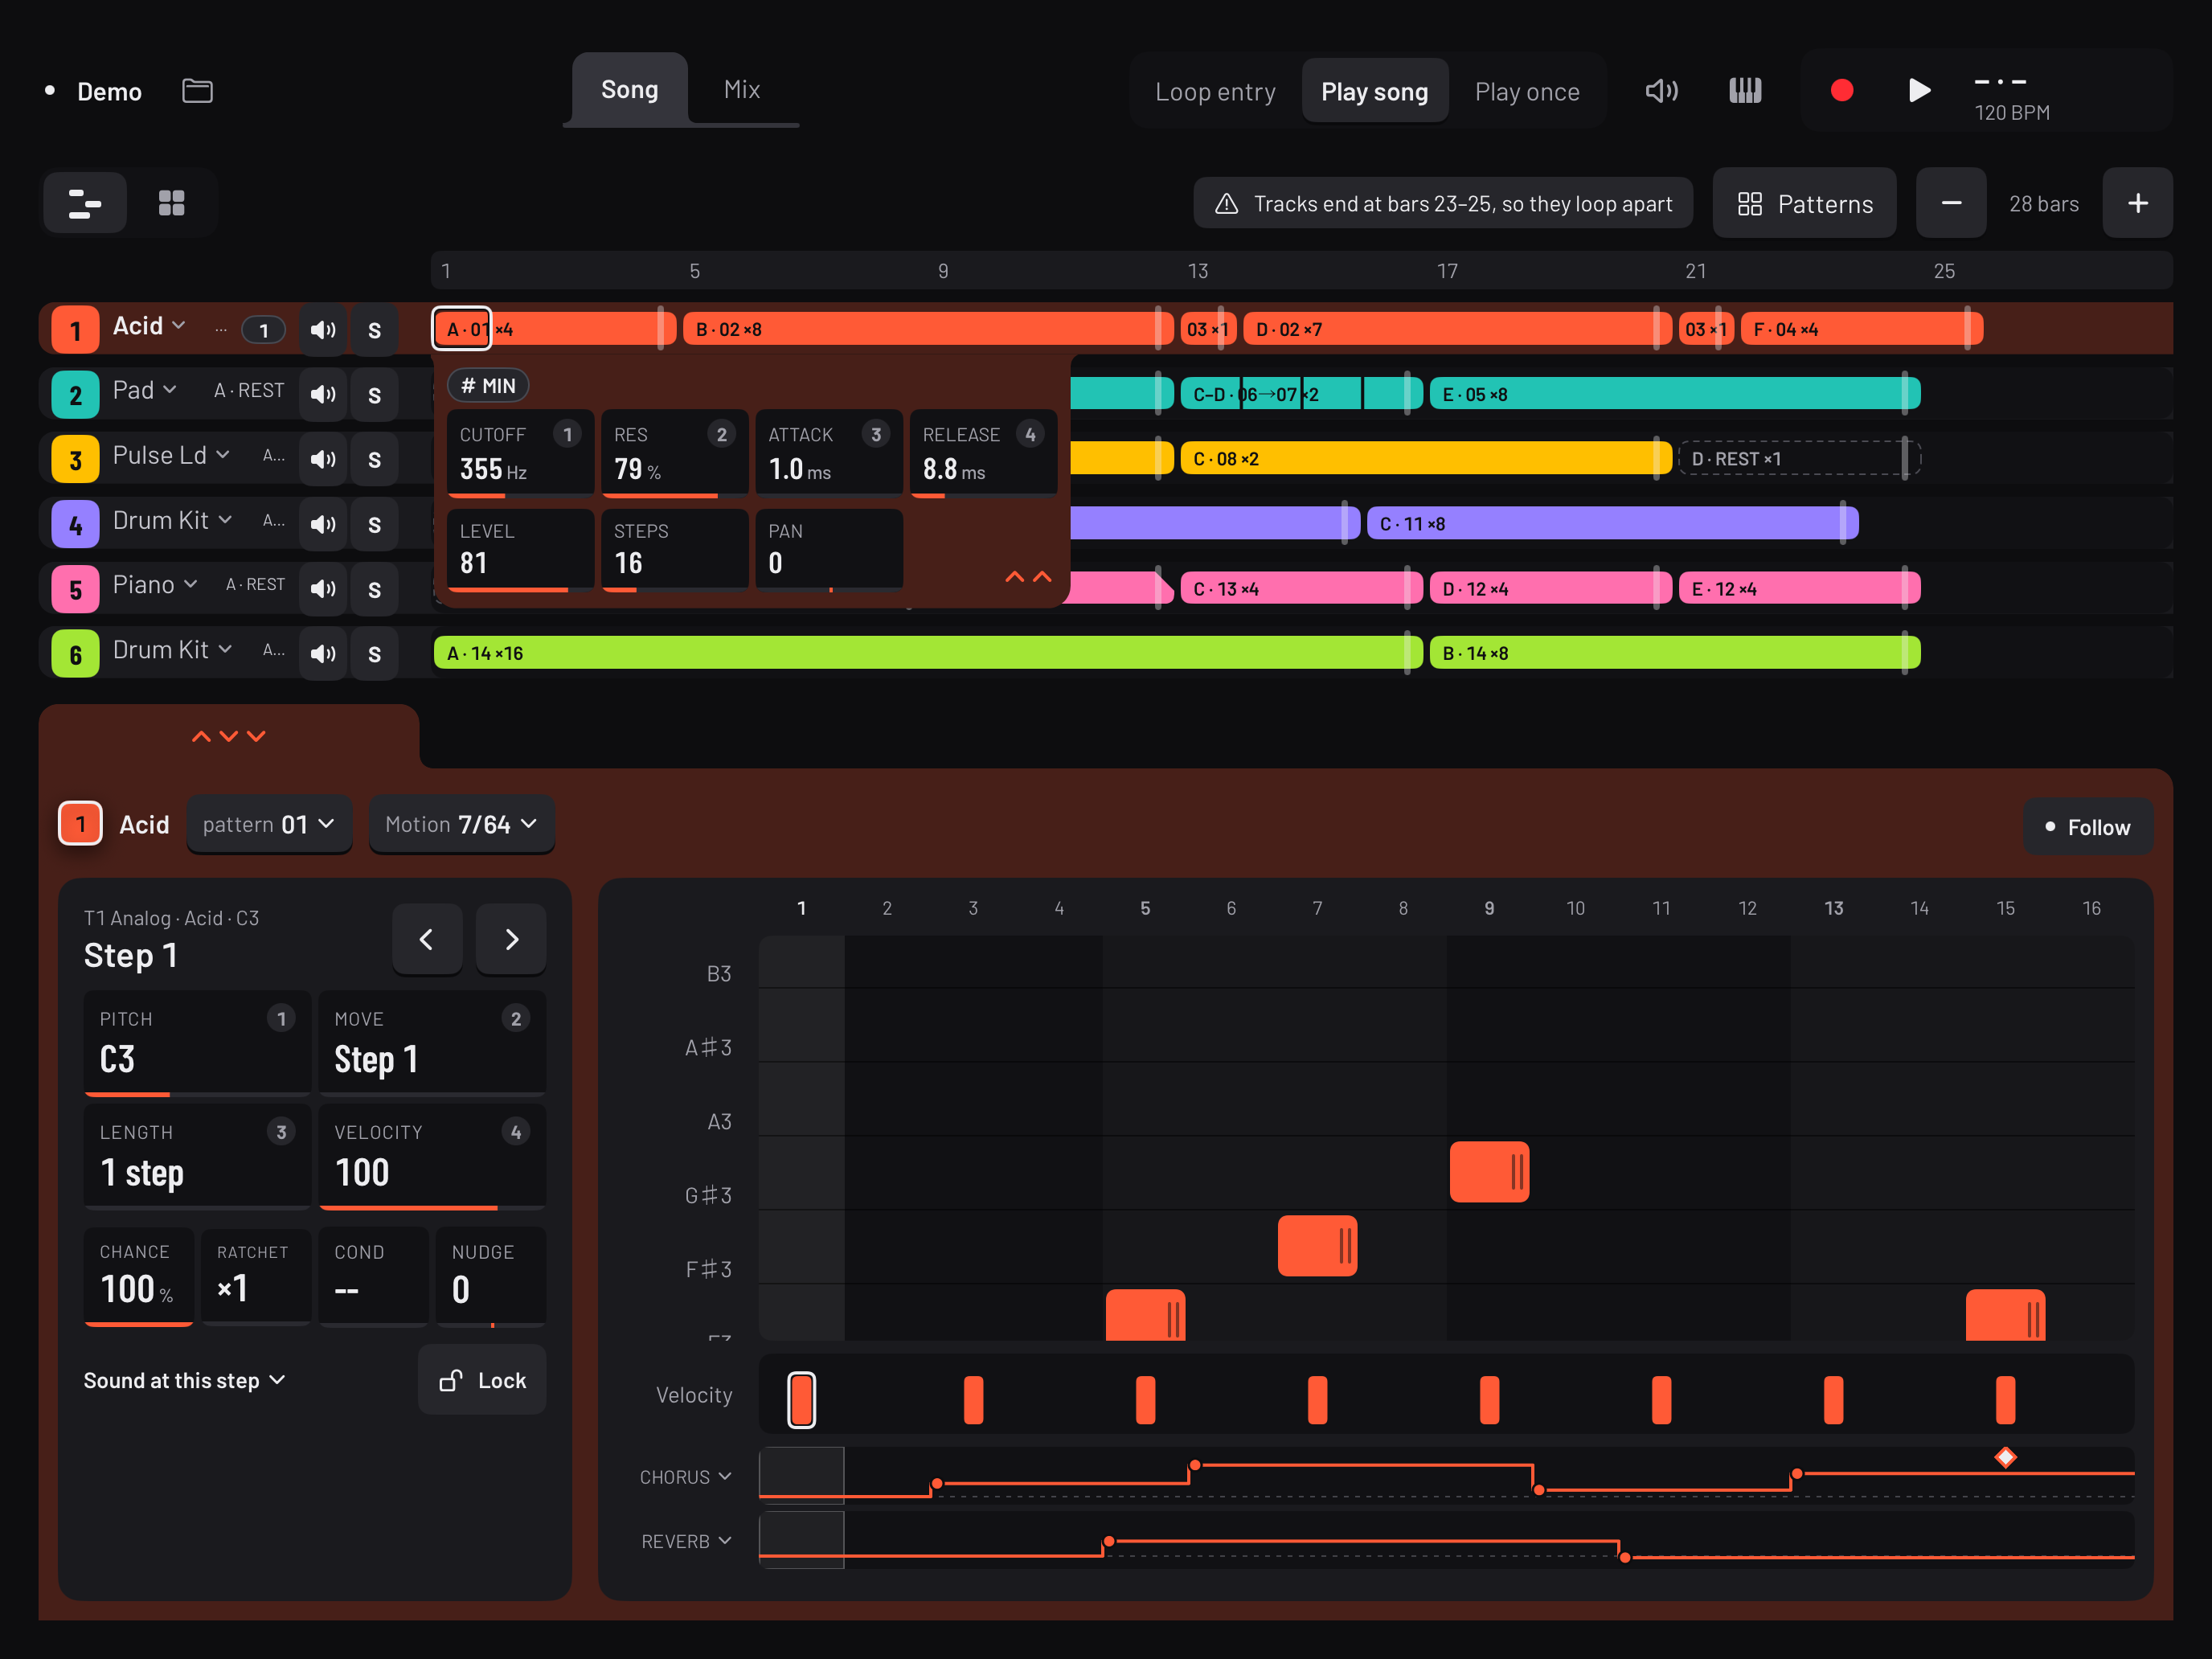 Demo
Song
Mix
Loop entry
Play song
Play once
120 BPM
Tracks end at bars 23–25, so they loop apart
Patterns
28 bars
1 5 9 13 17 21 25
1 Acid ... 1 S
A · 01 ×4
B · 02 ×8
03 ×1
D · 02 ×7
03 ×1
F · 04 ×4
2 Pad A · REST S
C–D · 06→07 ×2
E · 05 ×8
3 Pulse Ld A... S
C · 08 ×2
D · REST ×1
4 Drum Kit A... S
C · 11 ×8
5 Piano A · REST S
C · 13 ×4
D · 12 ×4
E · 12 ×4
6 Drum Kit A... S
A · 14 ×16
B · 14 ×8
# MIN
CUTOFF 1
355 Hz
RES 2
79 %
ATTACK 3
1.0 ms
RELEASE 4
8.8 ms
LEVEL
81
STEPS
16
PAN
0
1 Acid
pattern 01
Motion 7/64
Follow
T1 Analog · Acid · C3
Step 1
PITCH 1
C3
MOVE 2
Step 1
LENGTH 3
1 step
VELOCITY 4
100
CHANCE
100 %
RATCHET
×1
COND
--
NUDGE
0
Sound at this step
Lock
1 2 3 4 5 6 7 8 9 10 11 12 13 14 15 16
B3
A♯3
A3
G♯3
F♯3
Velocity
CHORUS
REVERB